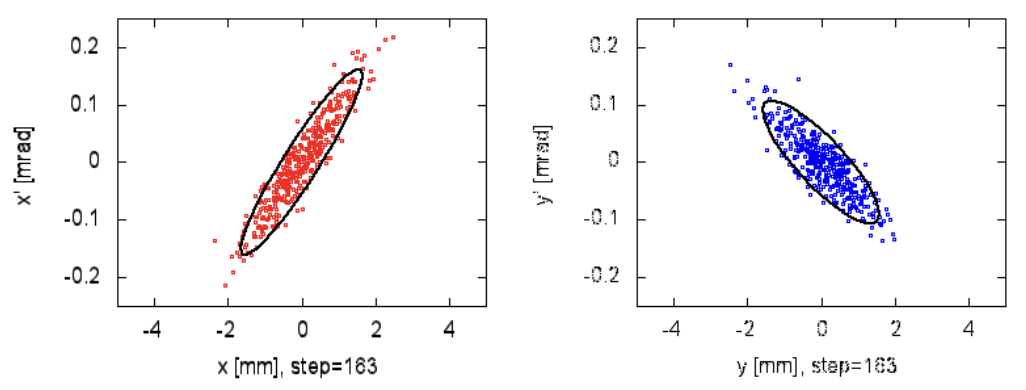 0.2
0.1
0
-0.1
-0.2
x' [mrad]
-4 -2 0 2 4
x [mm], step=163
0.2
0.1
0
-0.1
-0.2
y' [mrad]
-4 -2 0 2 4
y [mm], step=163